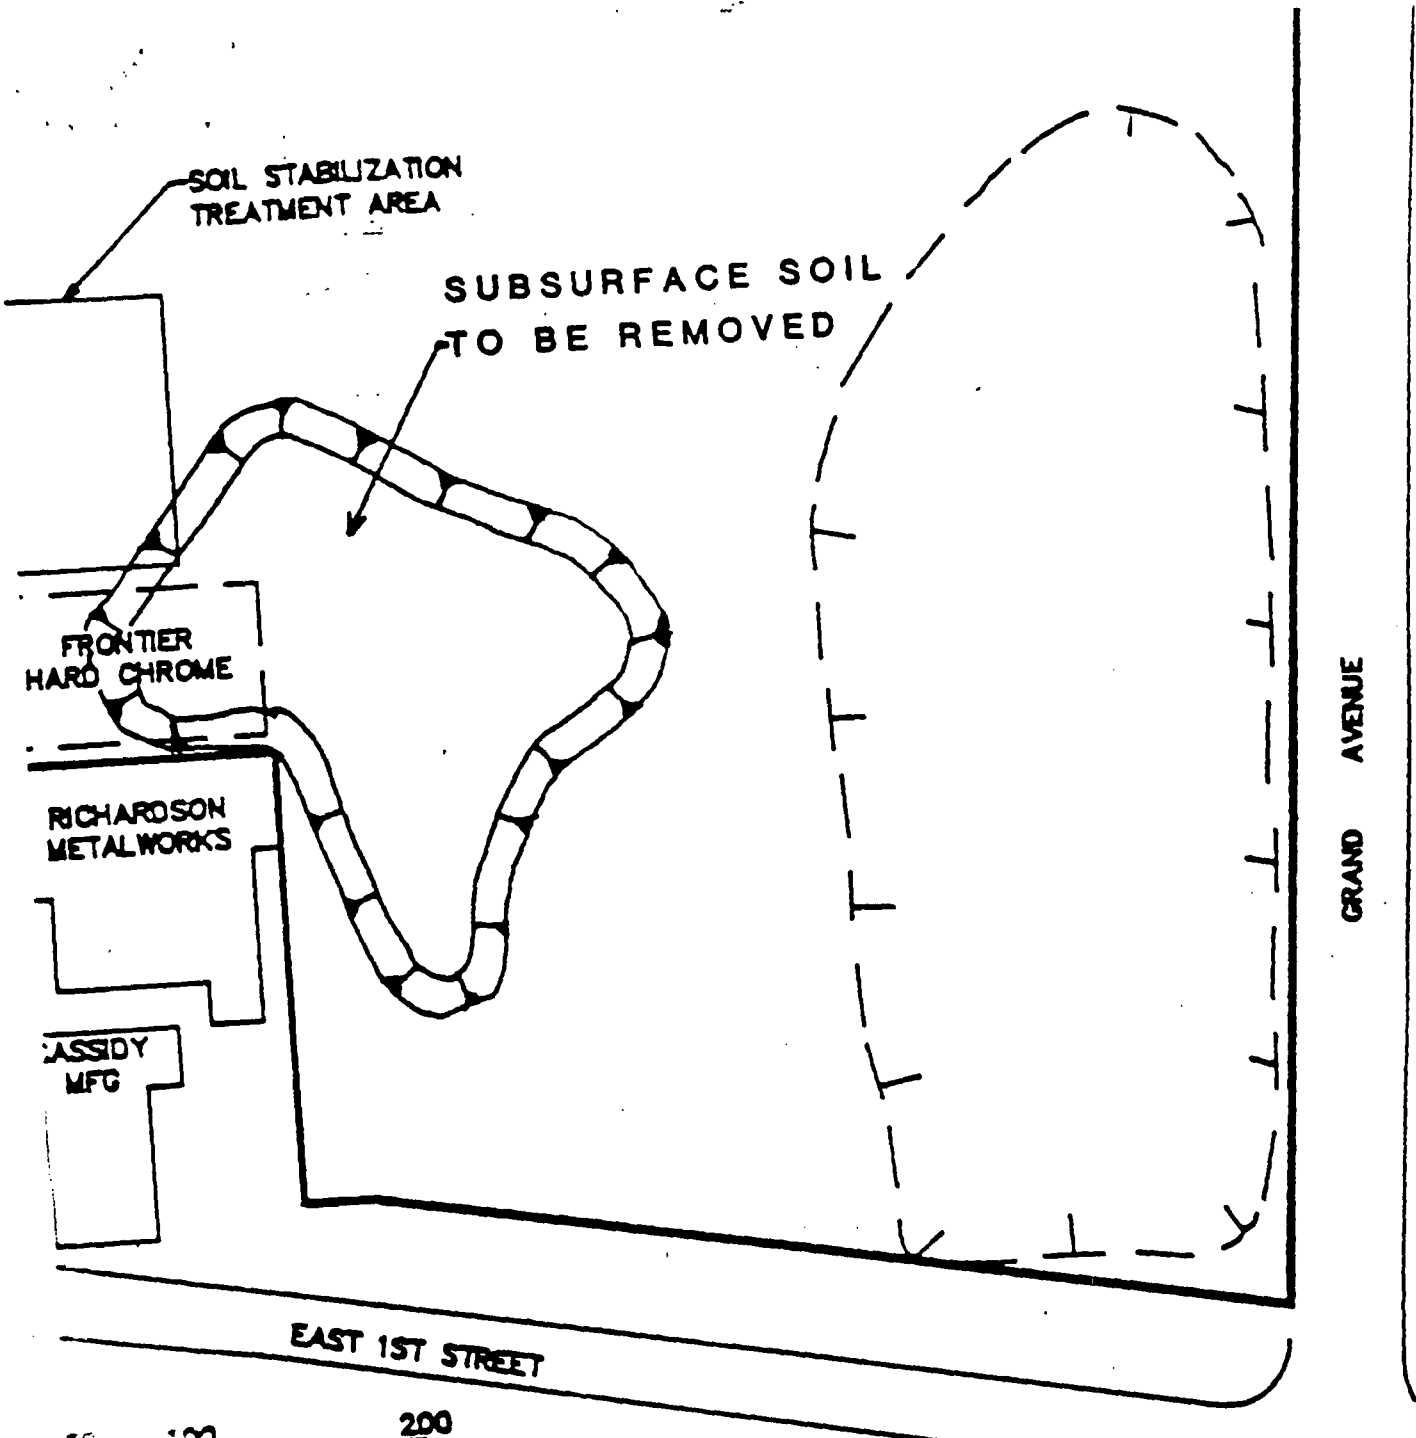 SOIL STABILIZATION
TREATMENT AREA
SUBSURFACE SOIL
TO BE REMOVED
FRONTIER
HARD CHROME
RICHARDSON
METALWORKS
MFG
GRAND AVENUE
EAST 1ST STREET
200